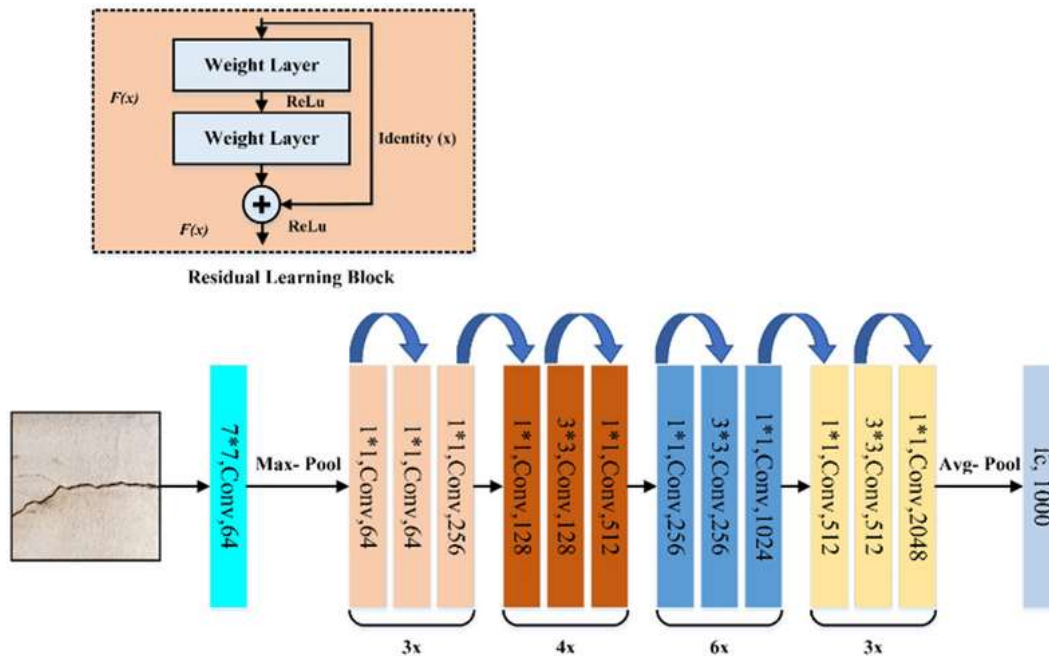 Weight Layer
F(x)
ReLu
Weight Layer
Identity (x)
+
F(x)
ReLu
Residual Learning Block
7*7,Conv,64
Max- Pool
1*1,Conv,64
1*1,Conv,64
1*1,Conv,256
1*1,Conv,128
3*3,Conv,128
1*1,Conv,512
1*1,Conv,256
3*3,Conv,256
1*1,Conv,1024
1*1,Conv,512
3*3,Conv,512
1*1,Conv,2048
Avg- Pool
1c, 1000
3x
4x
6x
3x